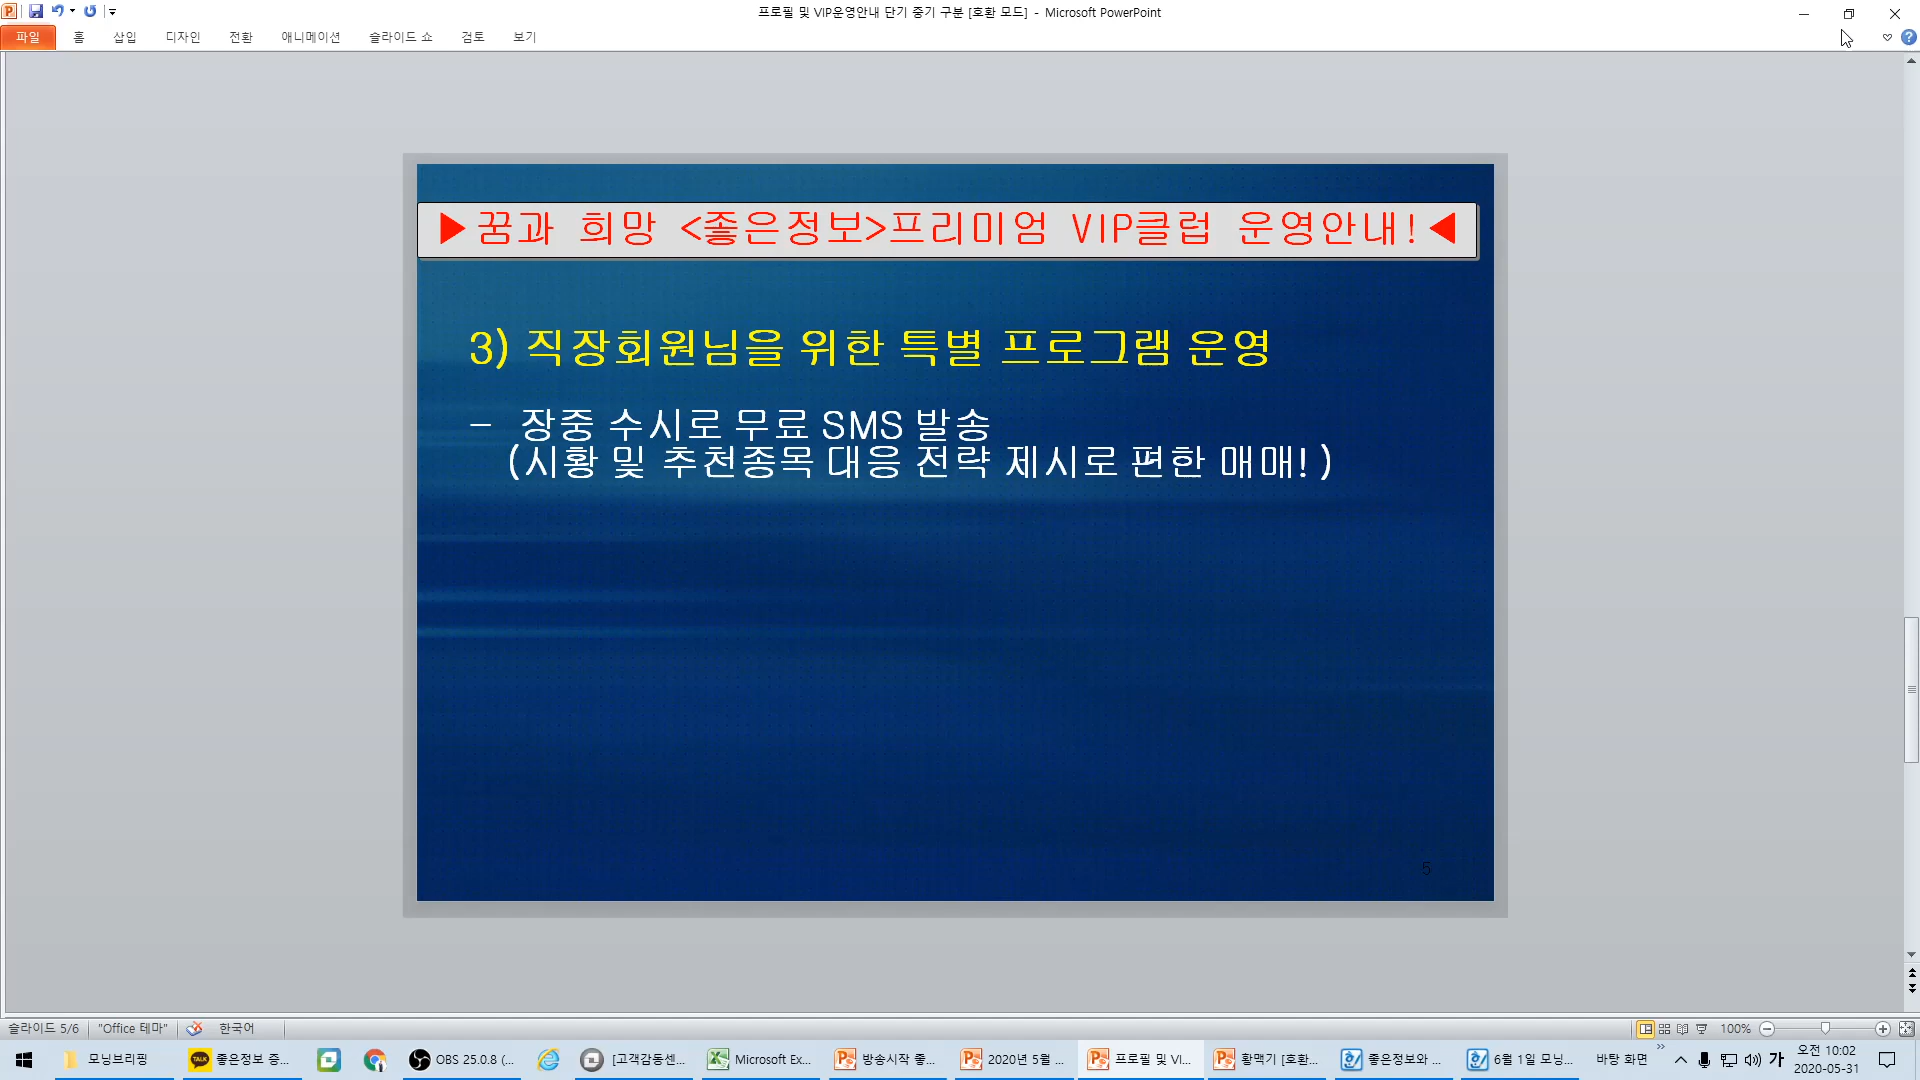 프로필 및 VIP운영안내 단기 중기 구분 [호환 모드] - Microsoft PowerPoint
파일 홈 삽입 디자인 전환 애니메이션 슬라이드 쇼 검토 보기
▶꿈과 희망 <좋은정보>프리미엄 VIP클럽 운영안내!◀
3) 직장회원님을 위한 특별 프로그램 운영
- 장중 수시로 무료 SMS 발송
(시황 및 추천종목 대응 전략 제시로 편한 매매! )
5
슬라이드 5/6 "Office 테마" 한국어 100%
모닝브리핑 TALK 좋은정보 증... OBS 25.0.8 (... [고객감동센... Microsoft Ex... 방송시작 좋... 2020년 5월 ... 프로필 및 VI... 황맥기 [호환... 좋은정보와 ... 6월 1일 모닝... 바탕 화면 가 오전 10:02
2020-05-31